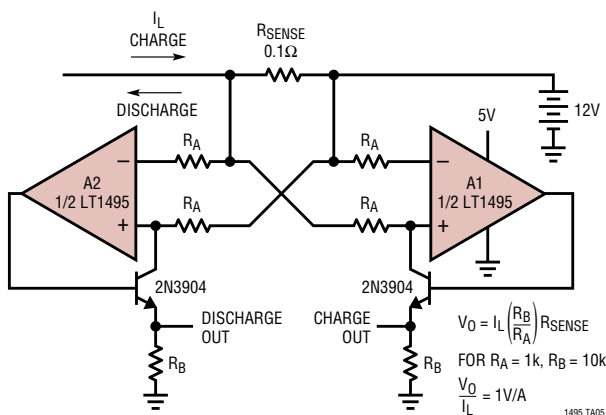 I_L
CHARGE
R_SENSE
0.1Ω
DISCHARGE
12V
5V
R_A
R_A
A2
1/2 LT1495
A1
1/2 LT1495
−
−
R_A
R_A
+
+
2N3904
2N3904
DISCHARGE
OUT
CHARGE
OUT
V_O = I_L (R_B/R_A) R_SENSE
R_B
R_B
FOR R_A = 1k, R_B = 10k
V_O/I_L = 1V/A
1495 TA05